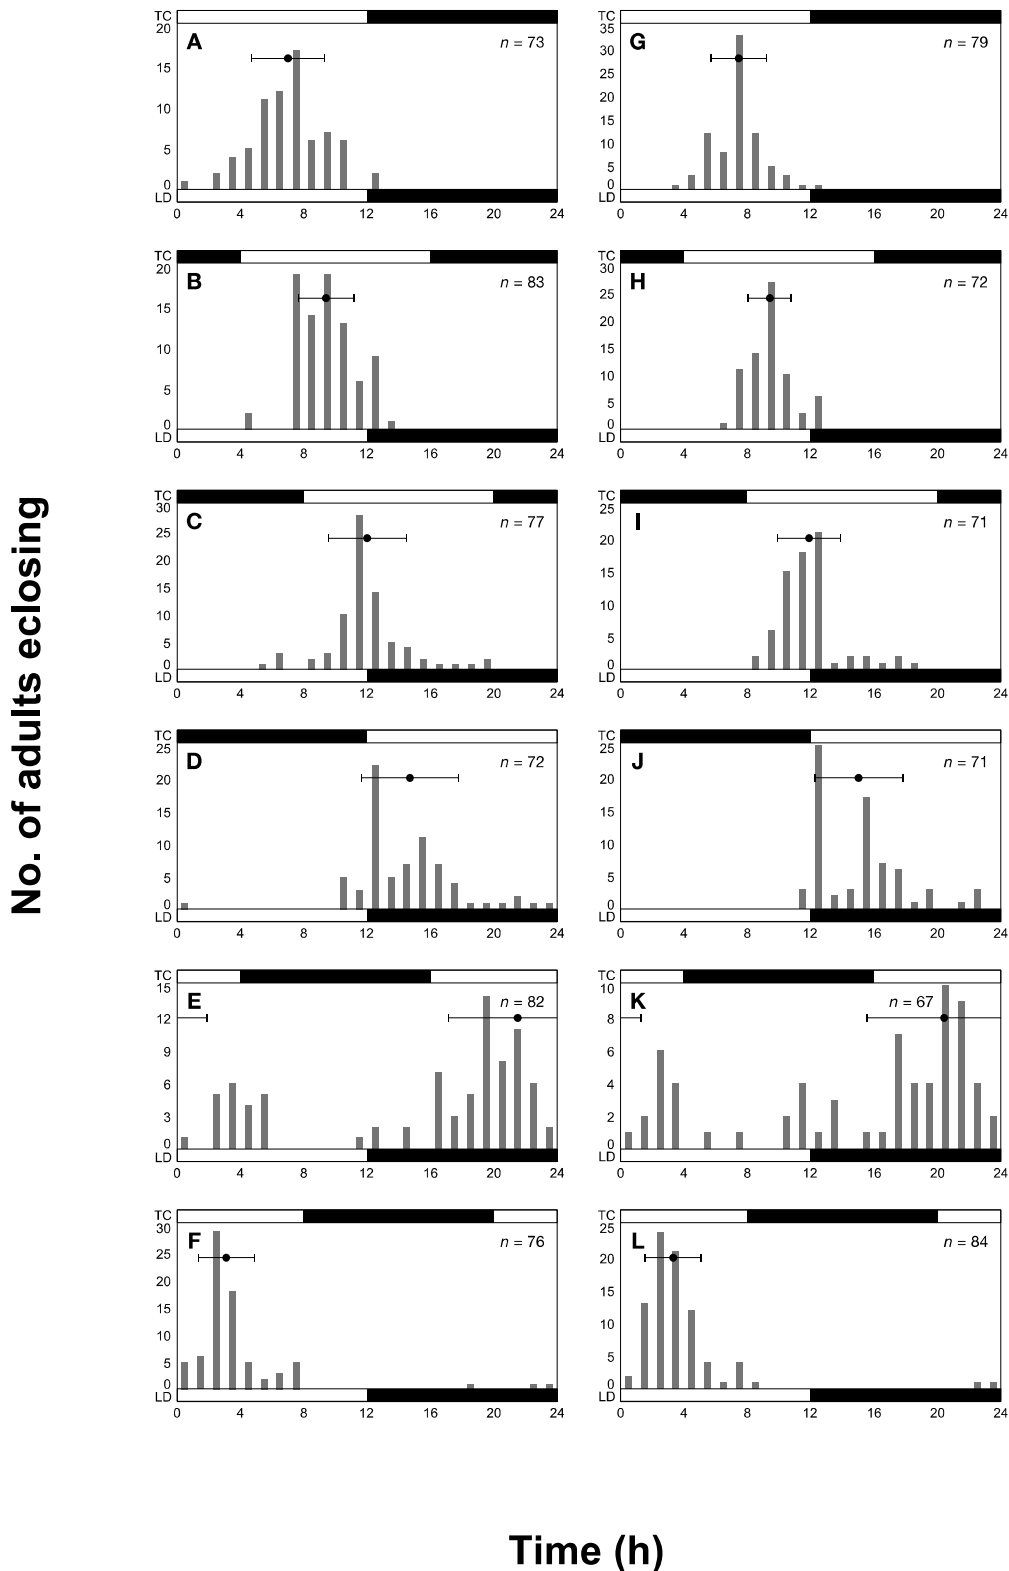 No. of adults eclosing
TC
20
A
n = 73
15
10
5
0
LD
0 4 8 12 16 20 24
TC
35
G
n = 79
30
25
20
15
10
5
0
LD
0 4 8 12 16 20 24
TC
20
B
n = 83
15
10
5
0
LD
0 4 8 12 16 20 24
TC
30
H
n = 72
25
20
15
10
5
0
LD
0 4 8 12 16 20 24
TC
30
C
n = 77
25
20
15
10
5
0
LD
0 4 8 12 16 20 24
TC
25
I
n = 71
20
15
10
5
0
LD
0 4 8 12 16 20 24
TC
25
D
n = 72
20
15
10
5
0
LD
0 4 8 12 16 20 24
TC
25
J
n = 71
20
15
10
5
0
LD
0 4 8 12 16 20 24
TC
15
E
n = 82
12
9
6
3
0
LD
0 4 8 12 16 20 24
TC
10
K
n = 67
8
6
4
2
0
LD
0 4 8 12 16 20 24
TC
30
F
n = 76
25
20
15
10
5
0
LD
0 4 8 12 16 20 24
TC
25
L
n = 84
20
15
10
5
0
LD
0 4 8 12 16 20 24
Time (h)